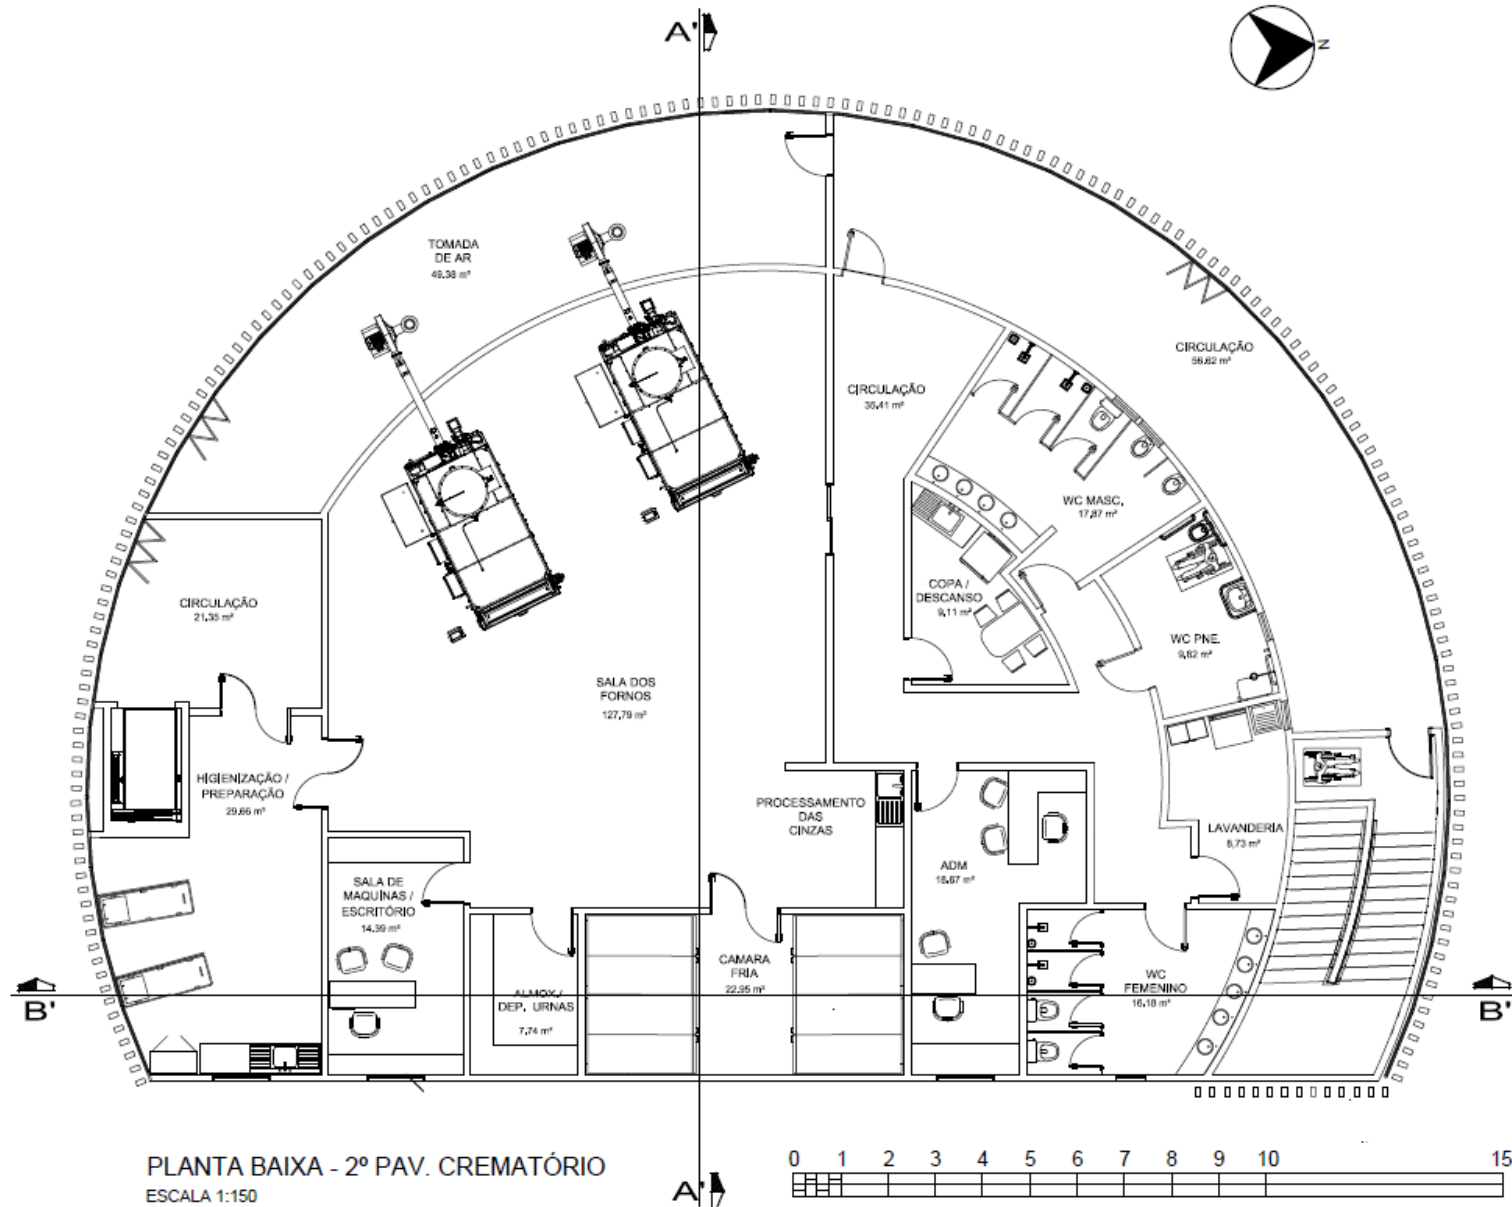 A'
N
TOMADA
DE AR
49.38 m²
CIRCULAÇÃO
56.62 m²
CIRCULAÇÃO
35.41 m²
WC MASC.
17.87 m²
COPA /
DESCANSO
9,11 m²
CIRCULAÇÃO
21,35 m²
WC PNE.
9,82 m²
SALA DOS
FORNOS
127,79 m²
HIGIENIZAÇÃO /
PREPARAÇÃO
29,66 m²
PROCESSAMENTO
DAS
CINZAS
LAVANDERIA
8,73 m²
ADM
18.67 m²
SALA DE
MAQUINAS /
ESCRITÓRIO
14.39 m²
CAMARA
FRIA
22.95 m²
WC
FEMENINO
16,18 m²
ALMOX./
DEP. URNAS
7,74 m²
B'
B'
PLANTA BAIXA - 2º PAV. CREMATÓRIO
ESCALA 1:150
A'
0 1 2 3 4 5 6 7 8 9 10 15